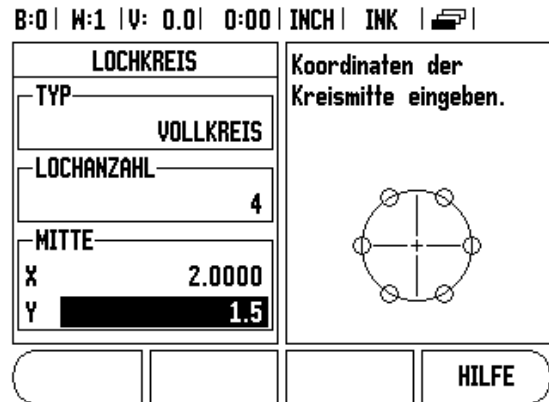 B:0 | W:1 | V: 0.0 | 0:00 | INCH | INK
LOCHKREIS
TYP
VOLLKREIS
LOCHANZAHL
4
MITTE
X 2.0000
Y 1.5
Koordinaten der
Kreismitte eingeben.
HILFE